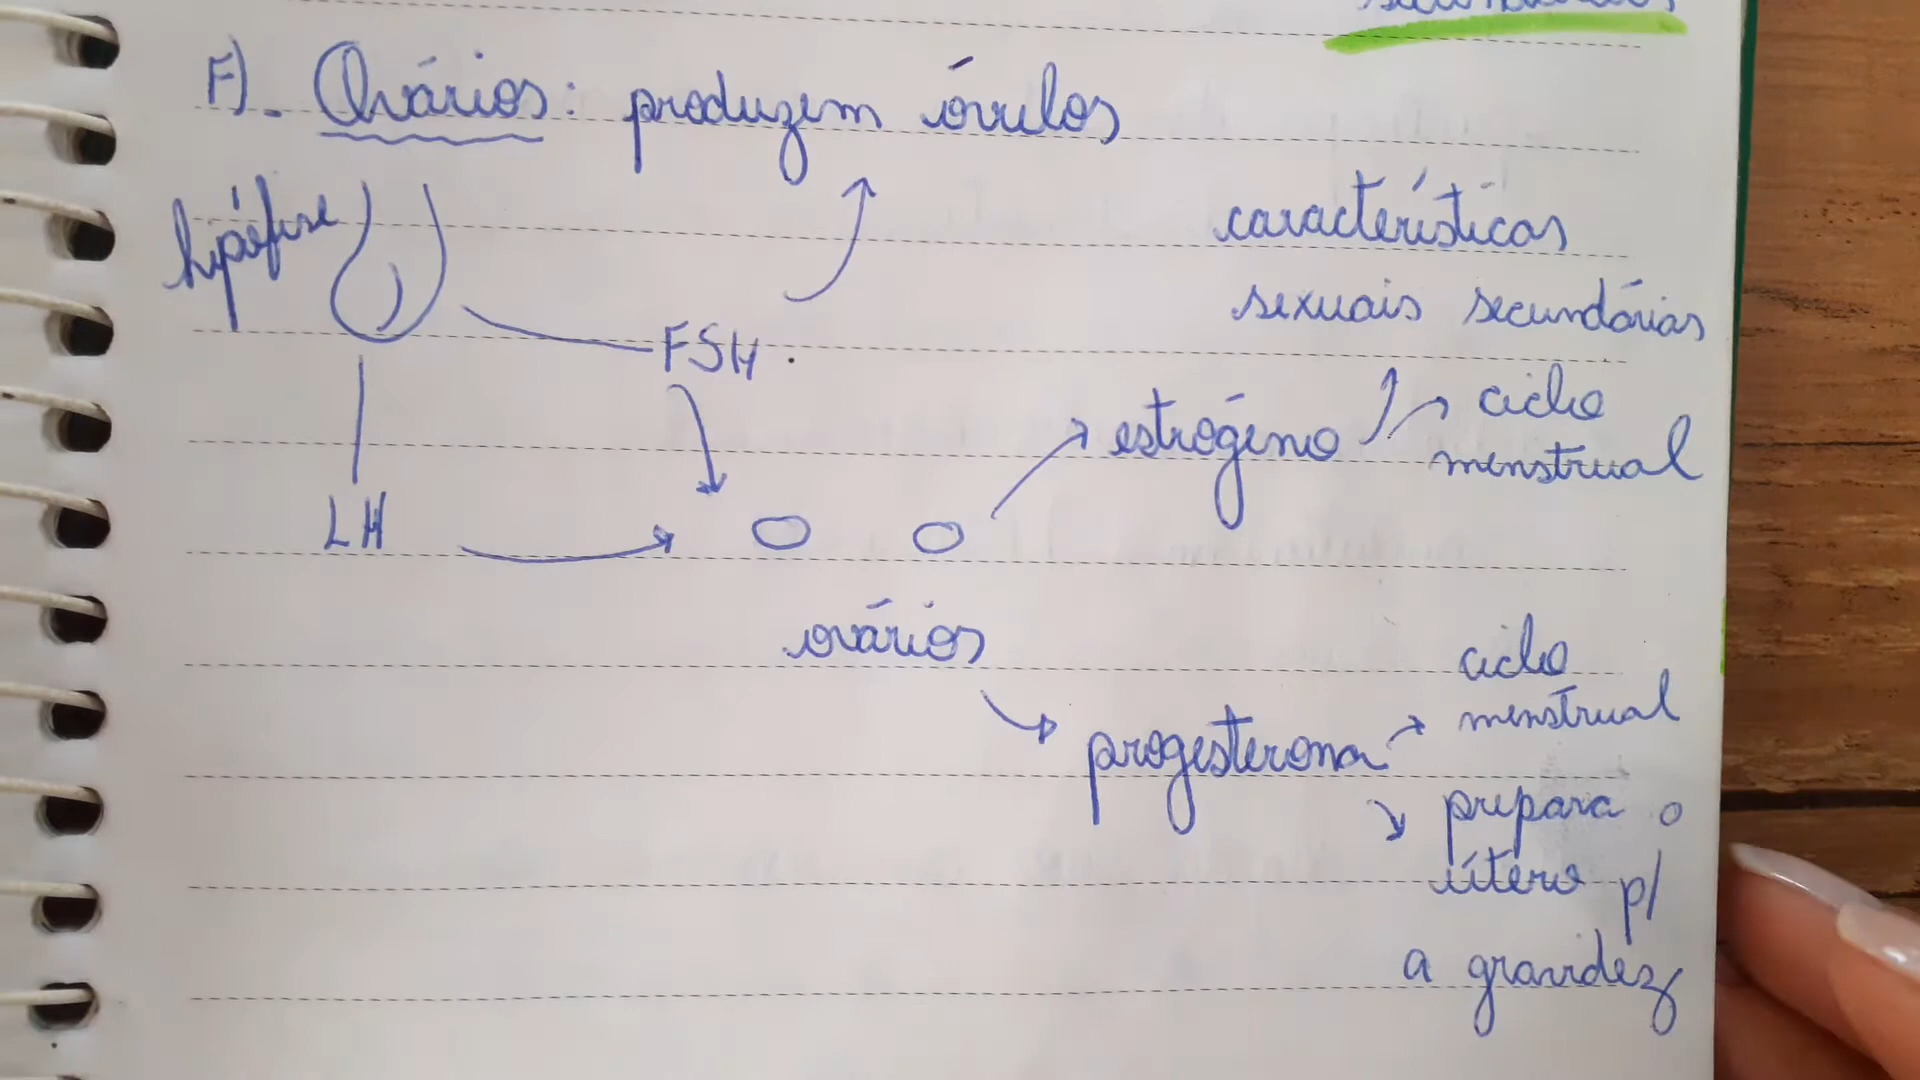 F). Ovários: produzem óvulos
hipófise
características
sexuais secundárias
FSH.
estrógeno
ciclo
menstrual
LH
ovários
ciclo
menstrual
progesterona
prepara o
útero p/
a gravidez